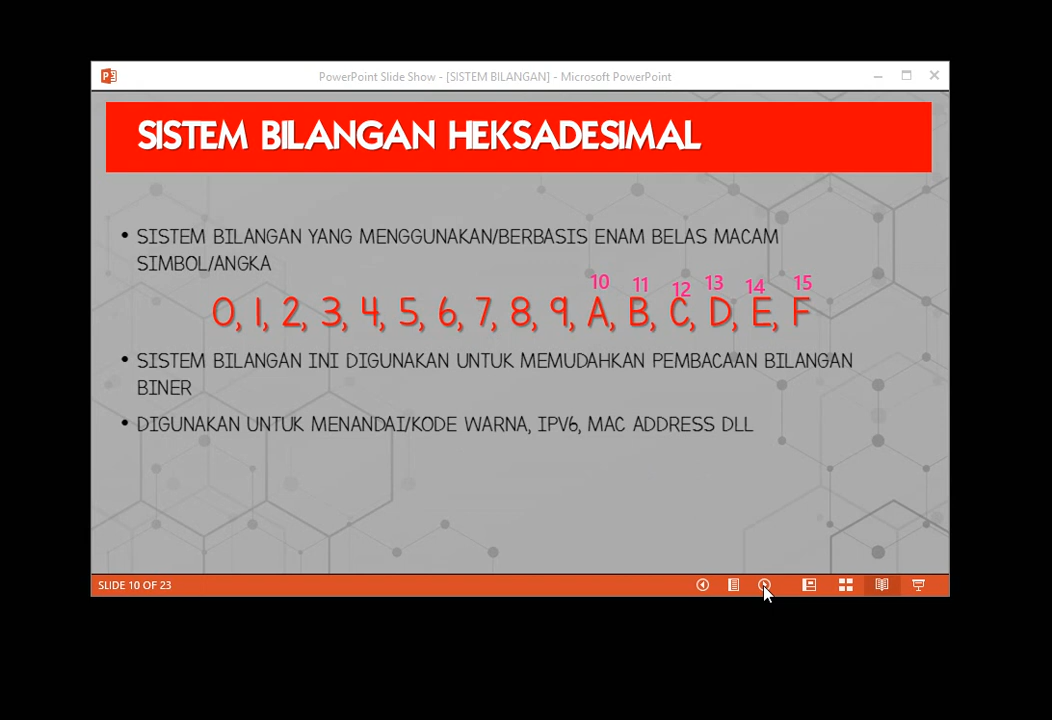 PowerPoint Slide Show - [SISTEM BILANGAN] - Microsoft PowerPoint
SISTEM BILANGAN HEKSADESIMAL
• SISTEM BILANGAN YANG MENGGUNAKAN/BERBASIS ENAM BELAS MACAM
SIMBOL/ANGKA
10 11 12 13 14 15
0, 1, 2, 3, 4, 5, 6, 7, 8, 9, A, B, C, D, E, F
• SISTEM BILANGAN INI DIGUNAKAN UNTUK MEMUDAHKAN PEMBACAAN BILANGAN
BINER
• DIGUNAKAN UNTUK MENANDAI/KODE WARNA, IPV6, MAC ADDRESS DLL
SLIDE 10 OF 23